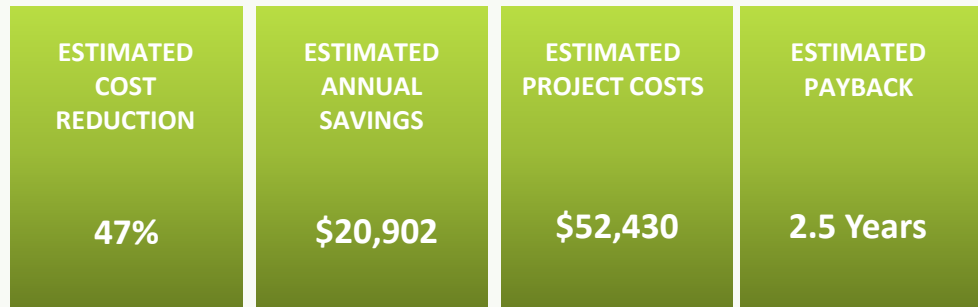 ESTIMATED
COST
REDUCTION
47%
ESTIMATED
ANNUAL
SAVINGS
$20,902
ESTIMATED
PROJECT COSTS
$52,430
ESTIMATED
PAYBACK
2.5 Years